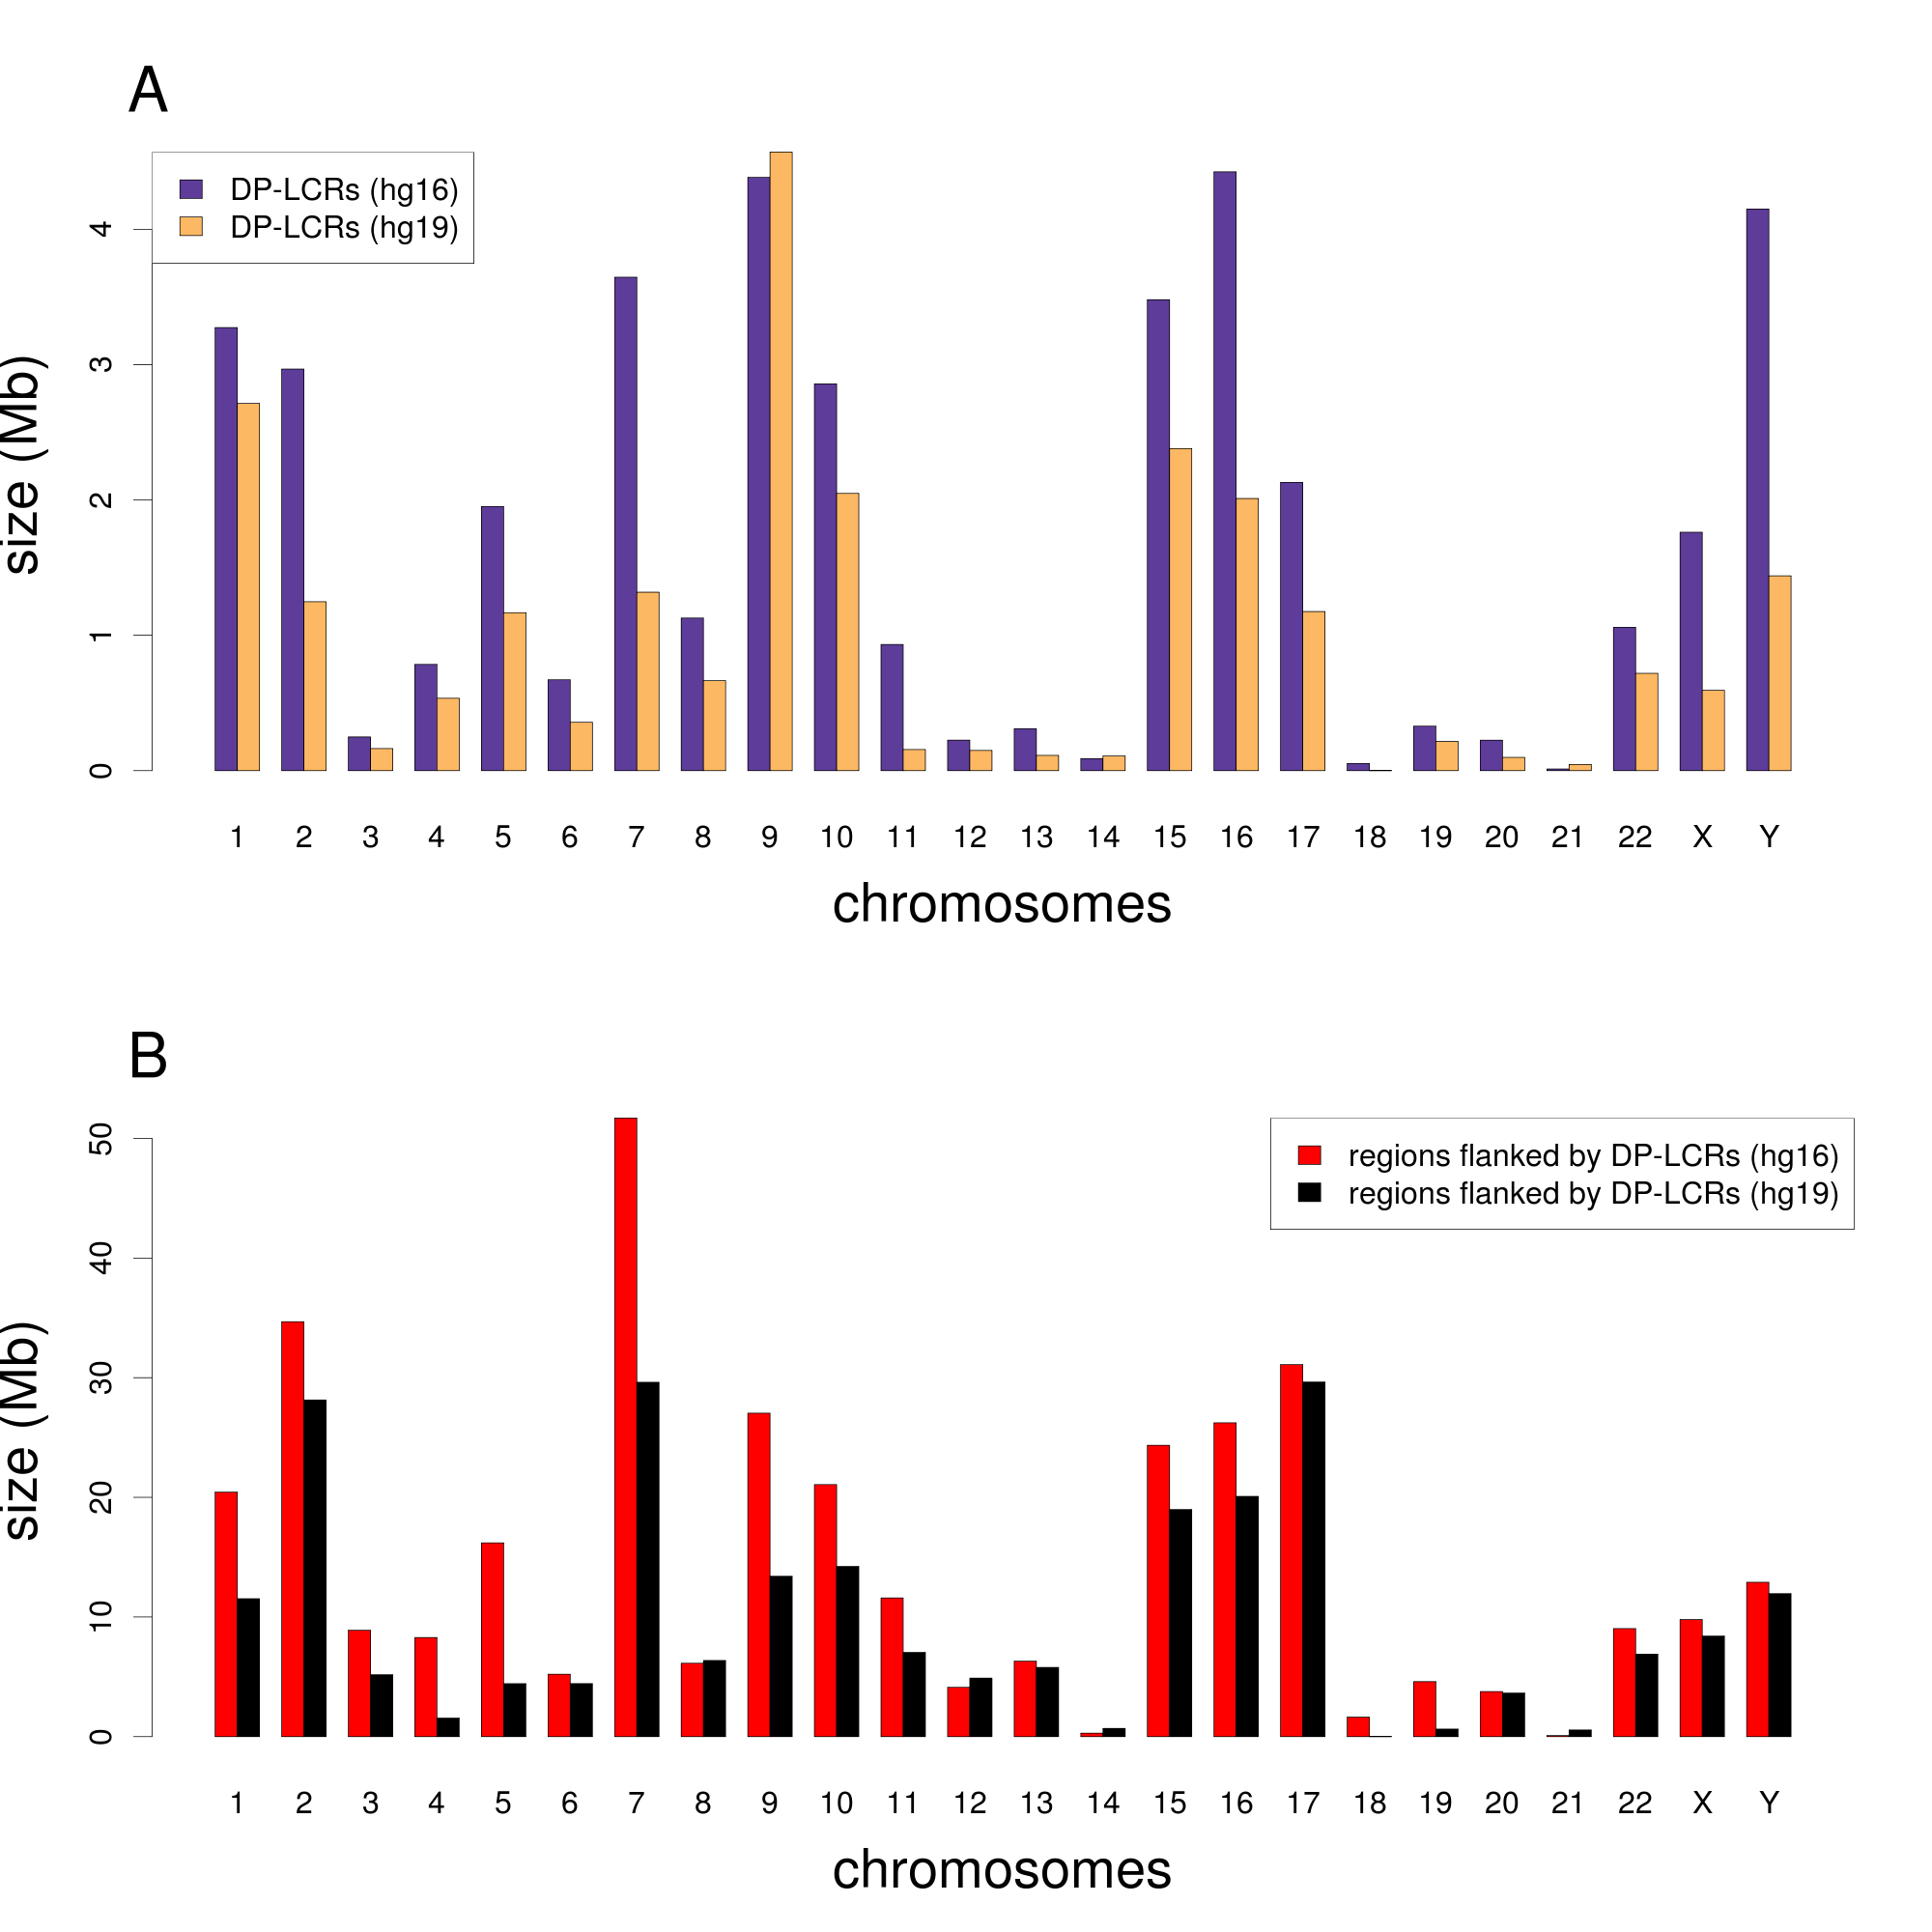 A
DP-LCRs (hg16)
DP-LCRs (hg19)
size (Mb)
4
3
2
1
0
1 2 3 4 5 6 7 8 9 10 11 12 13 14 15 16 17 18 19 20 21 22 X Y
chromosomes
B
regions flanked by DP-LCRs (hg16)
regions flanked by DP-LCRs (hg19)
size (Mb)
50
40
30
20
10
0
1 2 3 4 5 6 7 8 9 10 11 12 13 14 15 16 17 18 19 20 21 22 X Y
chromosomes